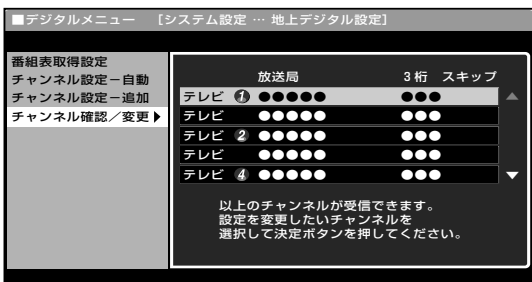 ■デジタルメニュー　[システム設定 … 地上デジタル設定]
番組表取得設定
チャンネル設定－自動
チャンネル設定－追加
チャンネル確認／変更▶
放送局　3桁　スキップ
テレビ ❶ ●●●●● ●●●
テレビ ●●●●● ●●●
テレビ ❷ ●●●●● ●●●
テレビ ●●●●● ●●●
テレビ ❹ ●●●●● ●●●
以上のチャンネルが受信できます。
設定を変更したいチャンネルを
選択して決定ボタンを押してください。